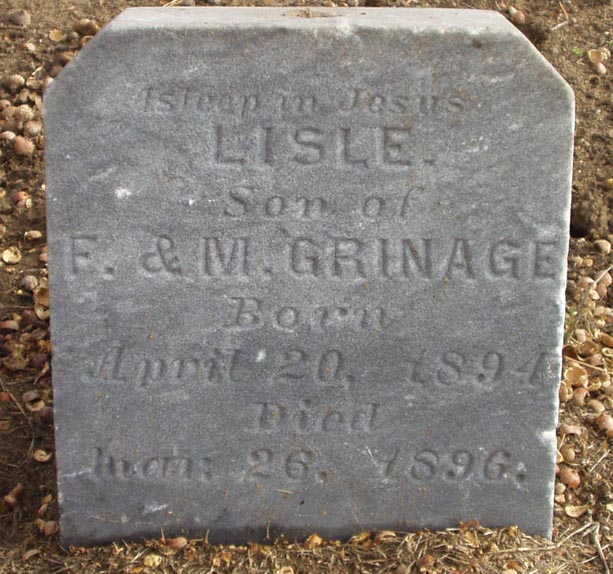 Asleep in Jesus
LISLE.
Son of
F. & M. GRINAGE
Born
April 20, 1894
Died
Mar. 26, 1896.